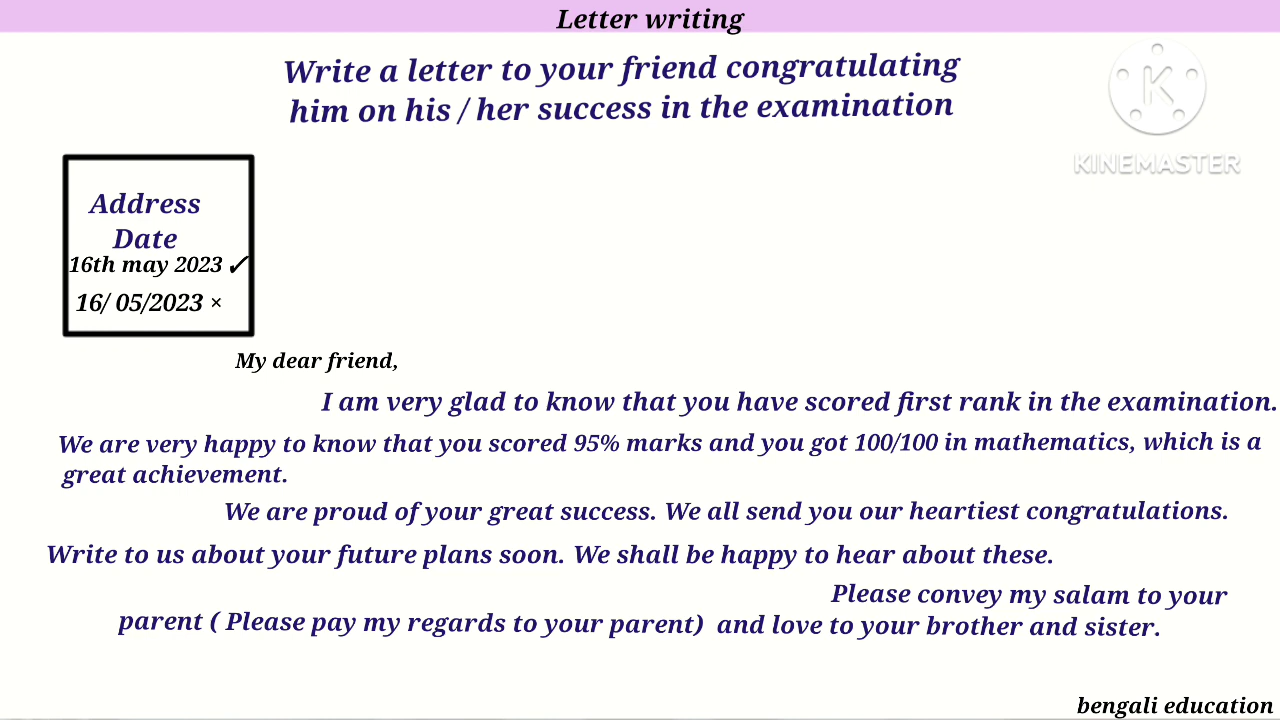 Letter writing
Write a letter to your friend congratulating
him on his / her success in the examination
K
KINEMASTER
Address
Date
16th may 2023 ✓
16/ 05/2023 ×
My dear friend,
I am very glad to know that you have scored first rank in the examination.
We are very happy to know that you scored 95% marks and you got 100/100 in mathematics, which is a
great achievement.
We are proud of your great success. We all send you our heartiest congratulations.
Write to us about your future plans soon. We shall be happy to hear about these.
Please convey my salam to your
parent ( Please pay my regards to your parent) and love to your brother and sister.
bengali education